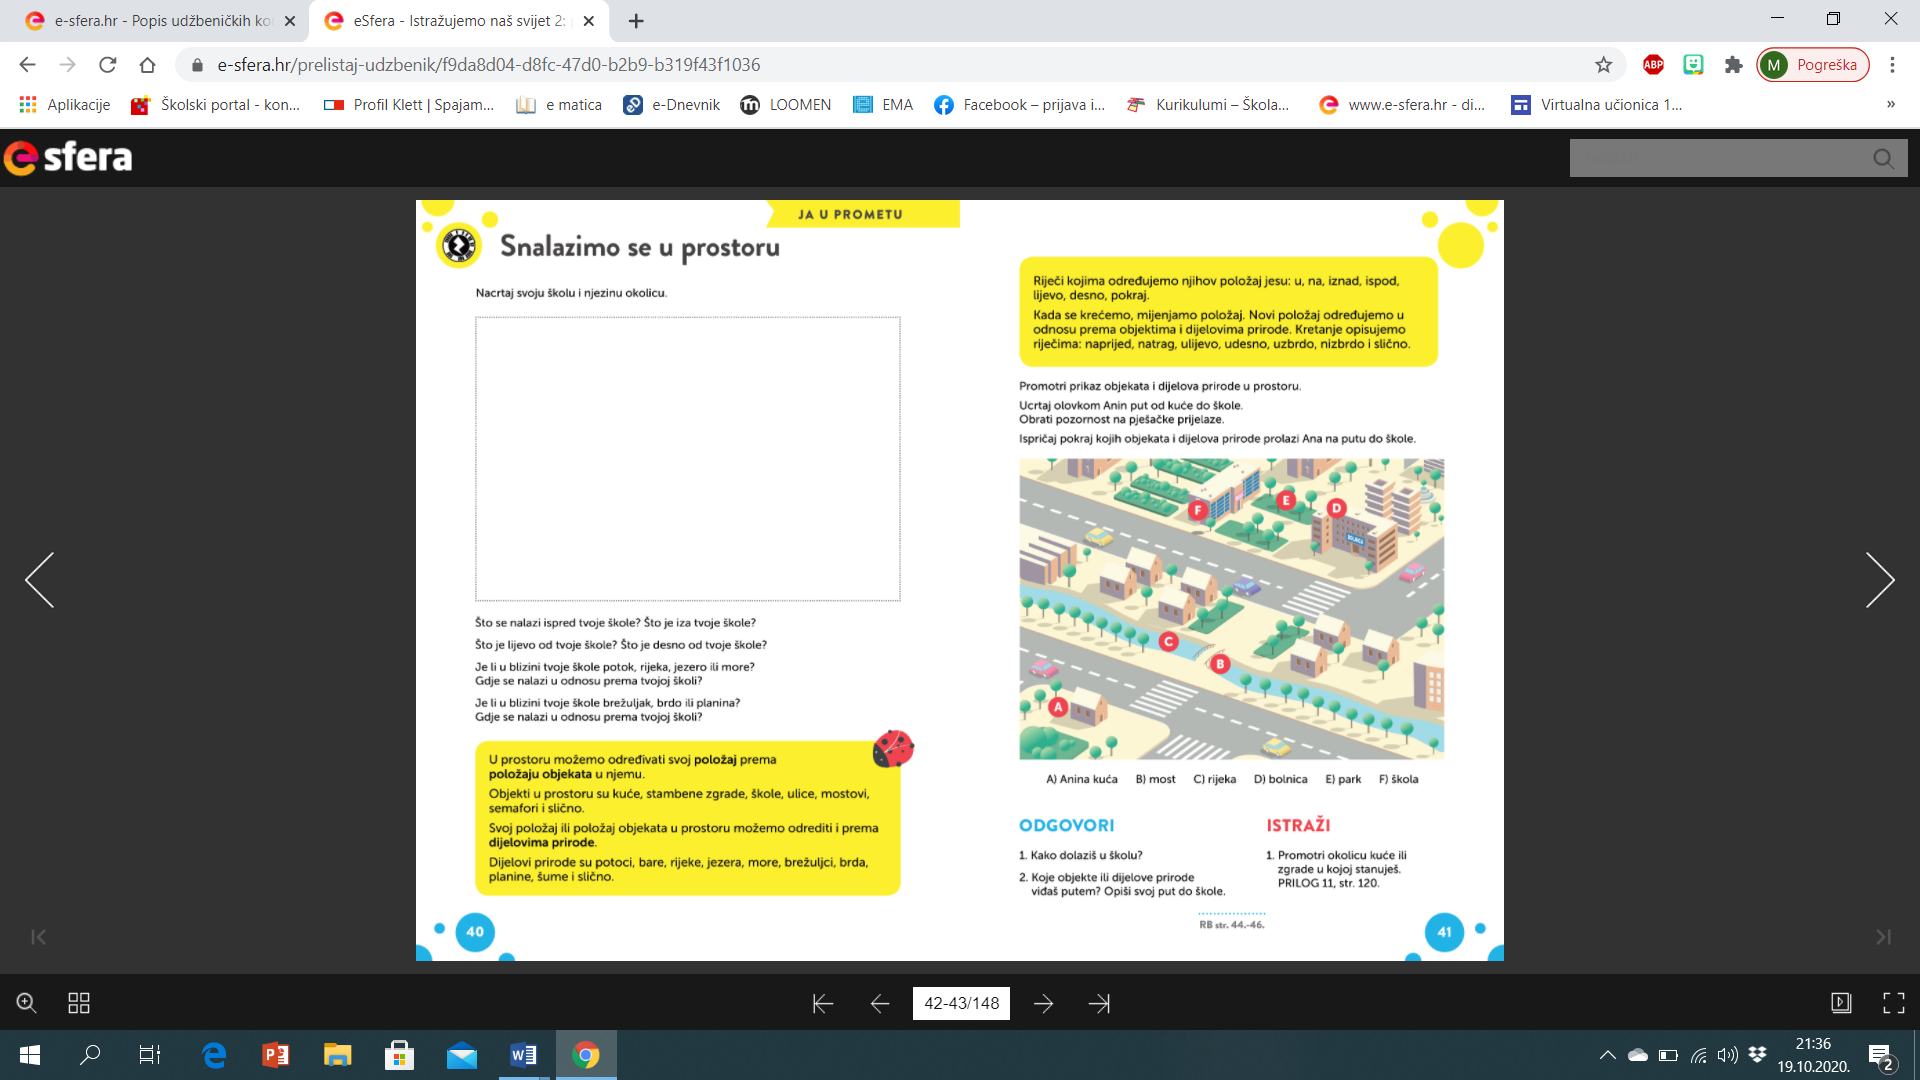 e-sfera.hr - Popis udžbeničkih ko
eSfera - Istražujemo naš svijet 2:
e-sfera.hr/prelistaj-udzbenik/f9da8d04-d8fc-47d0-b2b9-b319f43f1036
ABP
M Pogreška
Aplikacije
Školski portal - kon...
Profil Klett | Spajam...
e matica
e-Dnevnik
LOOMEN
EMA
Facebook – prijava i...
Kurikulumi – Škola...
www.e-sfera.hr - di...
Virtualna učionica 1...
»
e sfera
JA U PROMETU
Snalazimo se u prostoru
Nacrtaj svoju školu i njezinu okolicu.
Što se nalazi ispred tvoje škole? Što je iza tvoje škole?
Što je lijevo od tvoje škole? Što je desno od tvoje škole?
Je li u blizini tvoje škole potok, rijeka, jezero ili more?
Gdje se nalazi u odnosu prema tvojoj školi?
Je li u blizini tvoje škole brežuljak, brdo ili planina?
Gdje se nalazi u odnosu prema tvojoj školi?
U prostoru možemo određivati svoj položaj prema
položaju objekata u njemu.
Objekti u prostoru su kuće, stambene zgrade, škole, ulice, mostovi,
semafori i slično.
Svoj položaj ili položaj objekata u prostoru možemo odrediti i prema
dijelovima prirode.
Dijelovi prirode su potoci, bare, rijeke, jezera, more, brežuljci, brda,
planine, šume i slično.
40
Riječi kojima određujemo njihov položaj jesu: u, na, iznad, ispod,
lijevo, desno, pokraj.
Kada se krećemo, mijenjamo položaj. Novi položaj određujemo u
odnosu prema objektima i dijelovima prirode. Kretanje opisujemo
riječima: naprijed, natrag, ulijevo, udesno, uzbrdo, nizbrdo i slično.
Promotri prikaz objekata i dijelova prirode u prostoru.
Ucrtaj olovkom Anin put od kuće do škole.
Obrati pozornost na pješačke prijelaze.
Ispričaj pokraj kojih objekata i dijelova prirode prolazi Ana na putu do škole.
F
E
D
BOLNICA
C
B
A
A) Anina kuća B) most C) rijeka D) bolnica E) park F) škola
ODGOVORI
1. Kako dolaziš u školu?
2. Koje objekte ili dijelove prirode
viđaš putem? Opiši svoj put do škole.
ISTRAŽI
1. Promotri okolicu kuće ili
zgrade u kojoj stanuješ.
PRILOG 11, str. 120.
RB str. 44.-46.
41
42-43/148
21:36
19.10.2020.
2